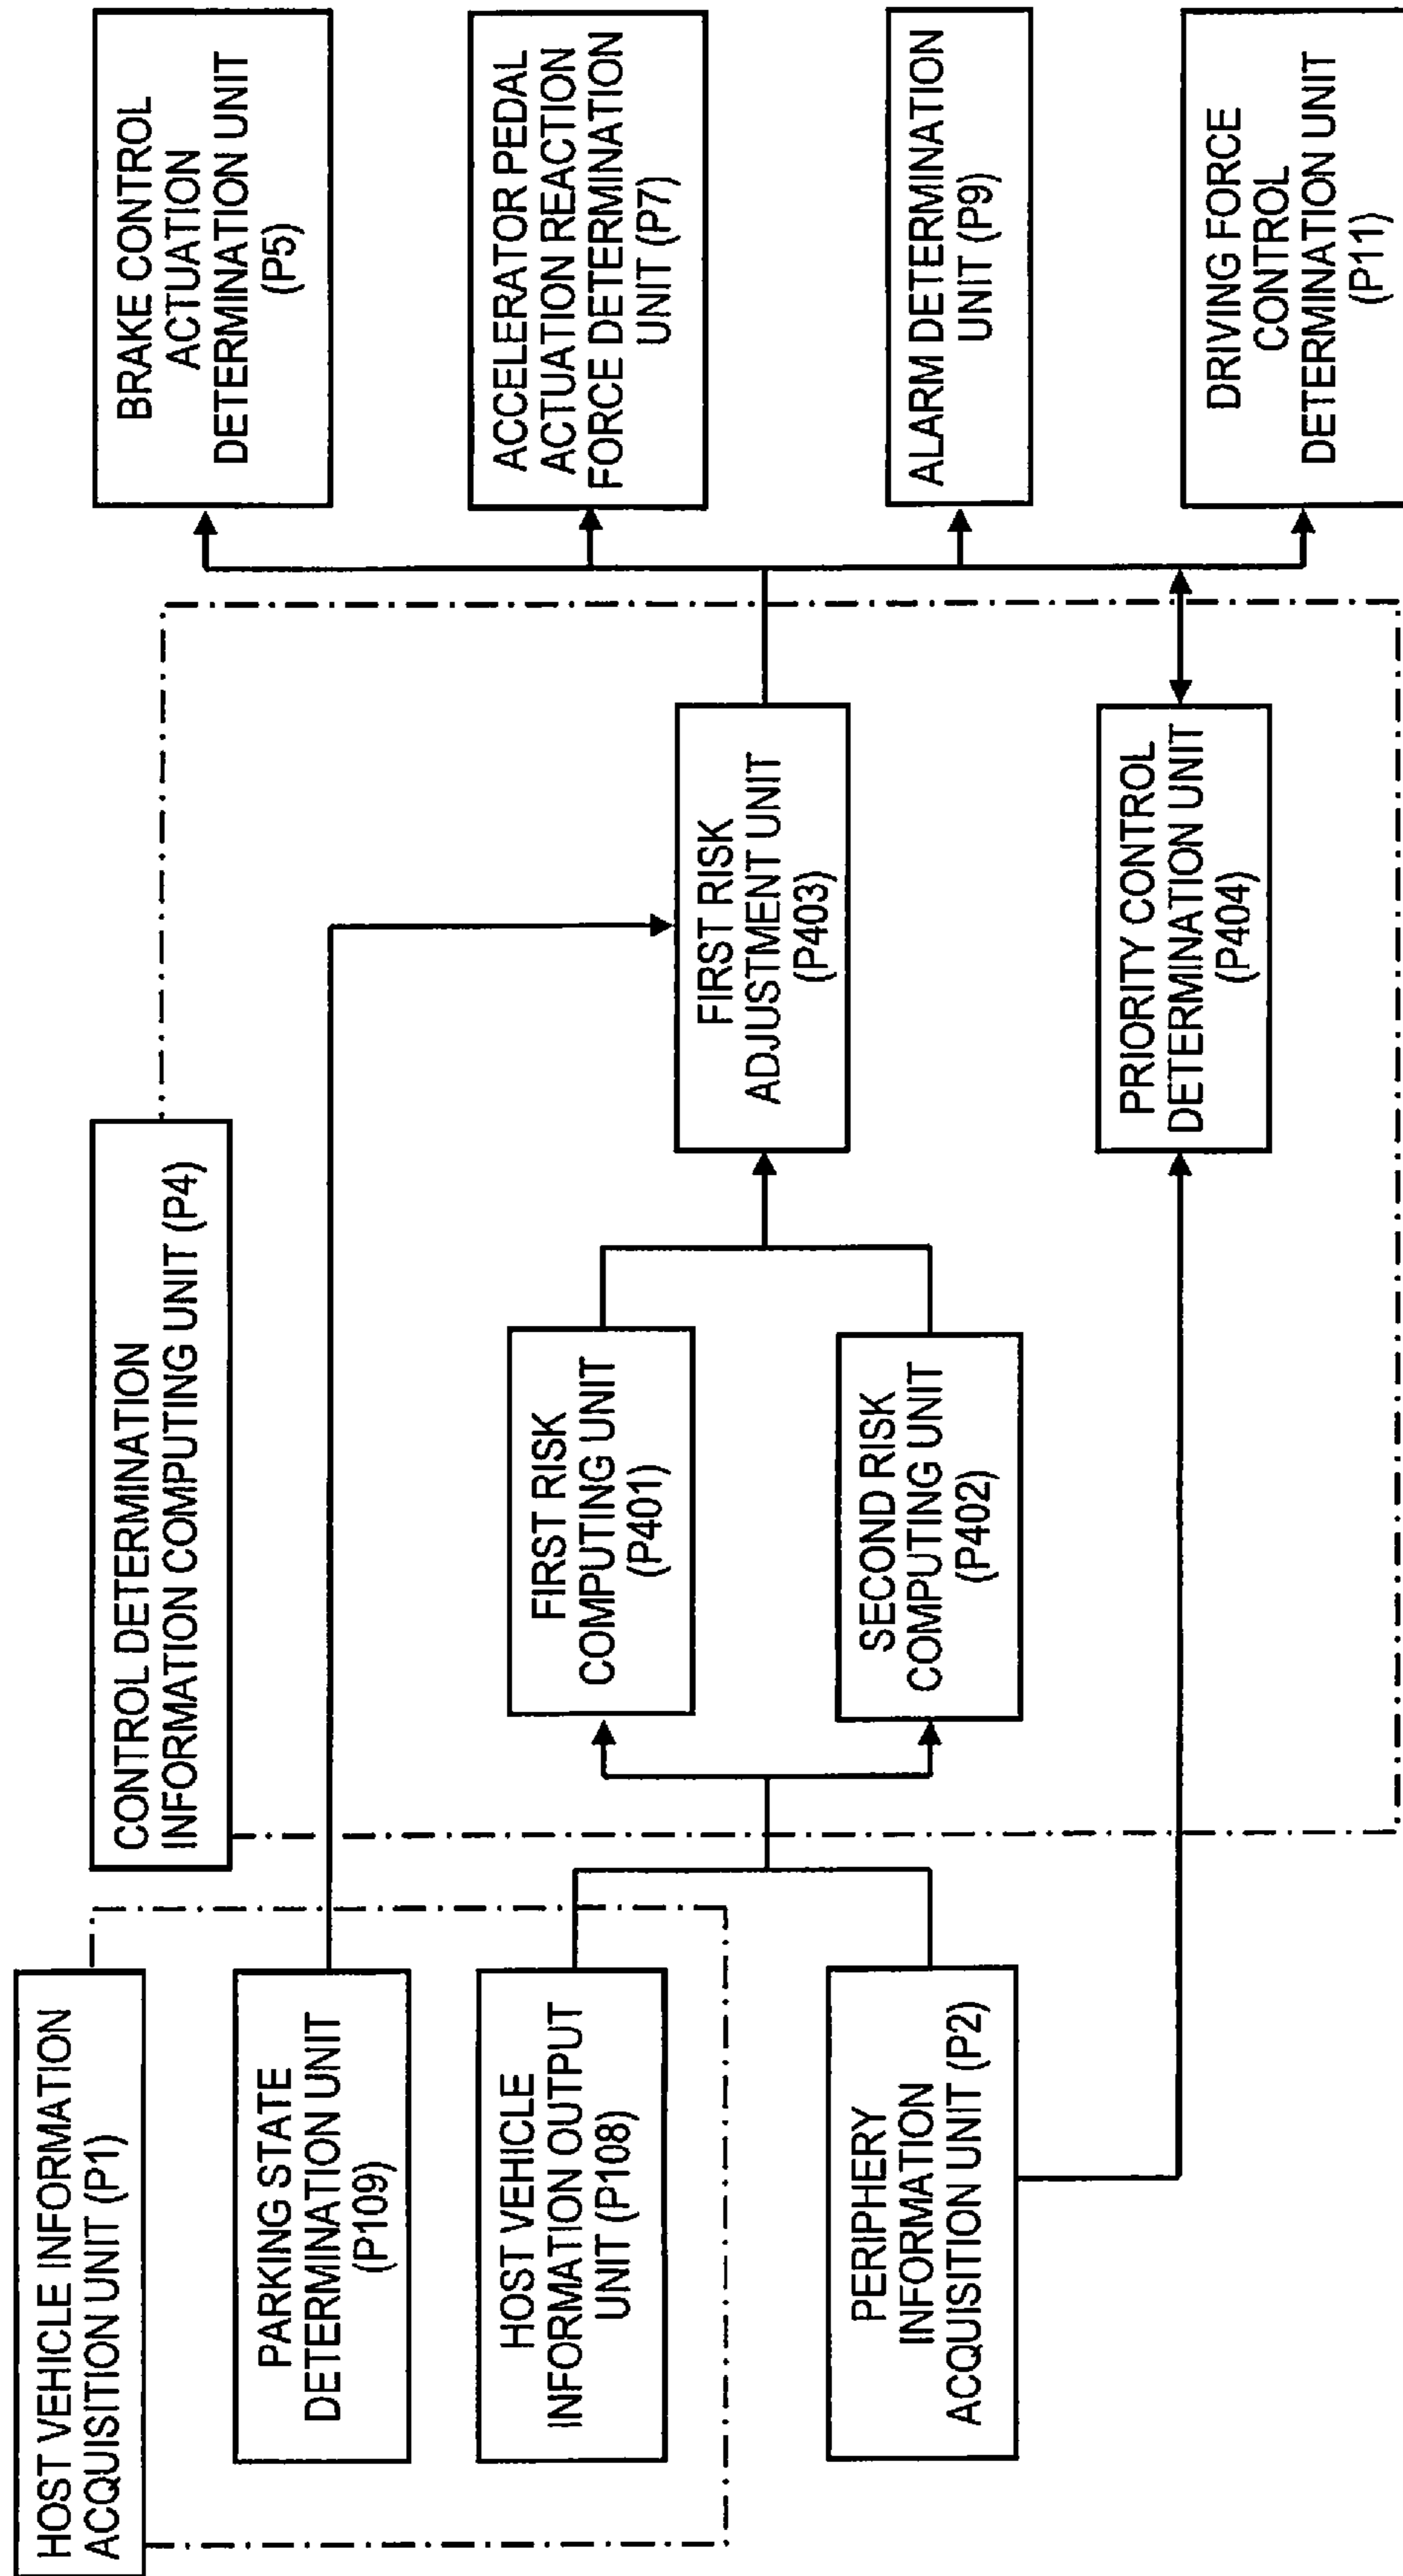 HOST VEHICLE INFORMATION
ACQUISITION UNIT (P1)
PARKING STATE
DETERMINATION UNIT
(P109)
HOST VEHICLE
INFORMATION OUTPUT
UNIT (P108)
PERIPHERY
INFORMATION
ACQUISITION UNIT (P2)
CONTROL DETERMINATION
INFORMATION COMPUTING UNIT (P4)
FIRST RISK
COMPUTING UNIT
(P401)
SECOND RISK
COMPUTING UNIT
(P402)
FIRST RISK
ADJUSTMENT UNIT
(P403)
PRIORITY CONTROL
DETERMINATION UNIT
(P404)
BRAKE CONTROL
ACTUATION
DETERMINATION UNIT
(P5)
ACCELERATOR PEDAL
ACTUATION REACTION
FORCE DETERMINATION
UNIT (P7)
ALARM DETERMINATION
UNIT (P9)
DRIVING FORCE
CONTROL
DETERMINATION UNIT
(P11)